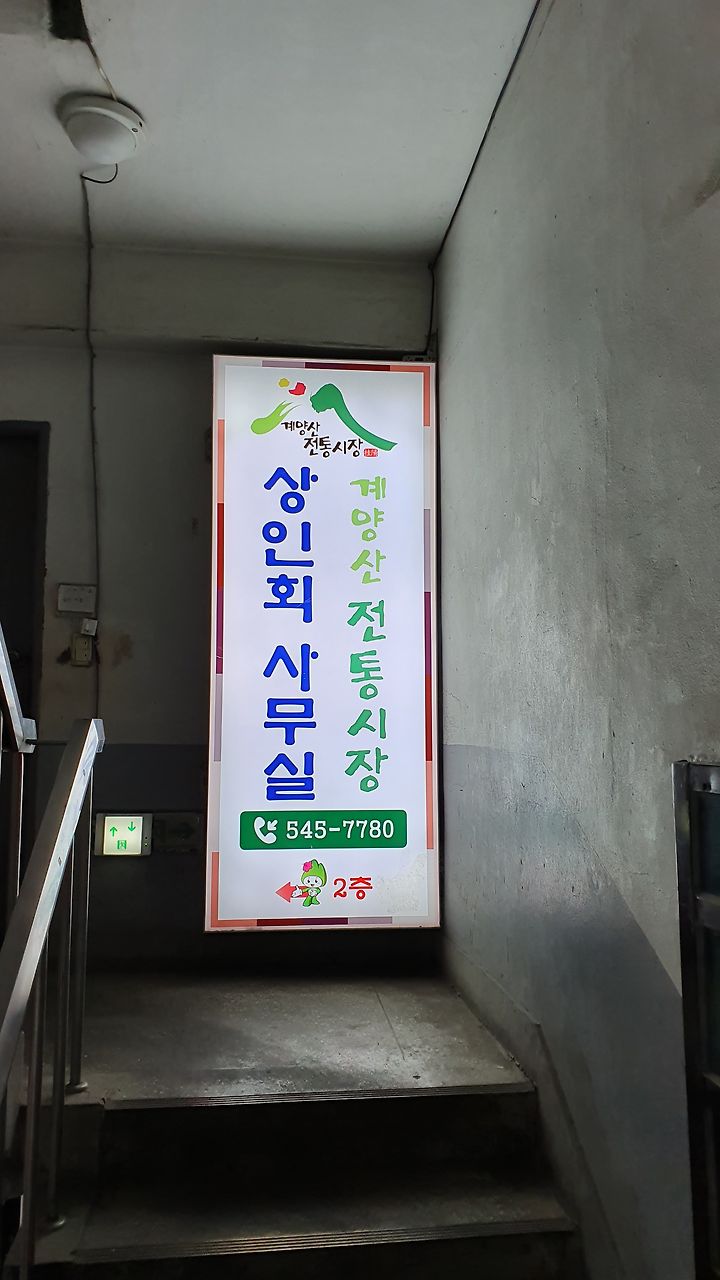 계양산
전통시장
계양산 전통시장
상인회 사무실
545-7780
2층